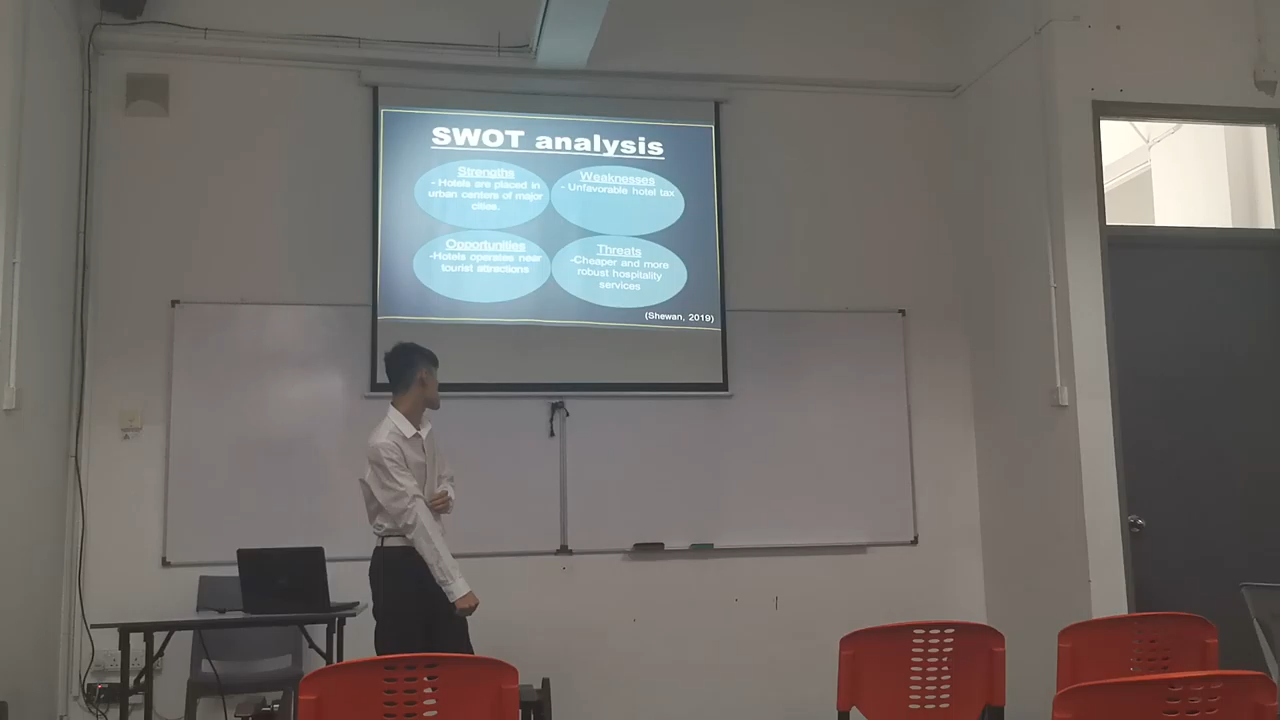 SWOT analysis
Strengths
- Hotels are placed in
urban centers of major
cities.
Weaknesses
- Unfavorable hotel tax
Opportunities
-Hotels operates near
tourist attractions
Threats
-Cheaper and more
robust hospitality
services
(Shewan, 2019)